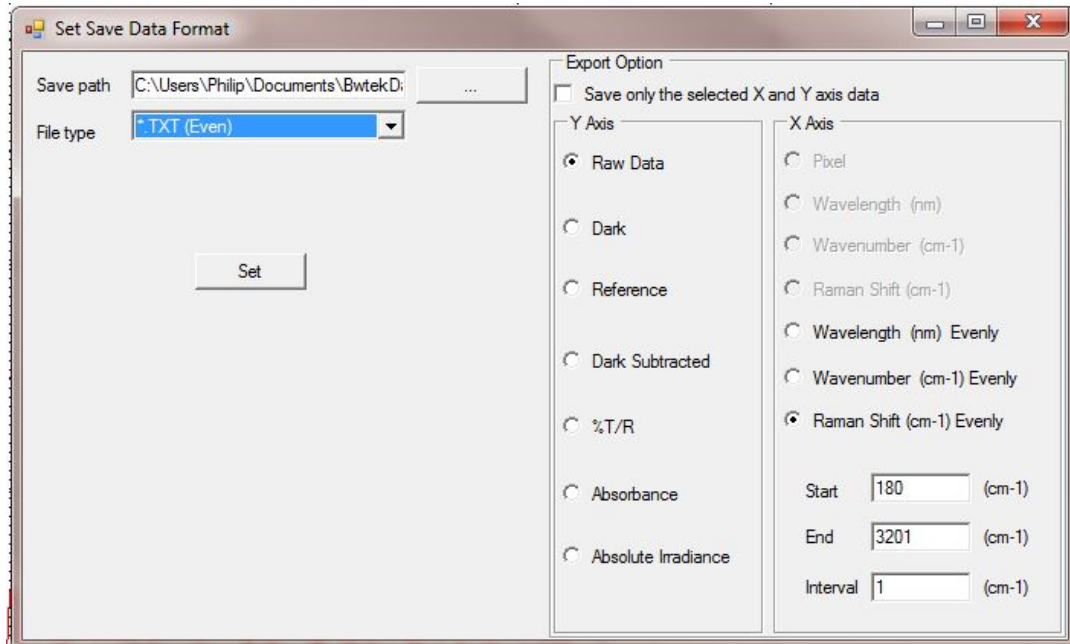 Set Save Data Format
Save path C:\Users\Philip\Documents\BwtekDa ...
File type *.TXT (Even)
Set
Export Option
Save only the selected X and Y axis data
Y Axis
Raw Data
Dark
Reference
Dark Subtracted
%T/R
Absorbance
Absolute Irradiance
X Axis
Pixel
Wavelength (nm)
Wavenumber (cm-1)
Raman Shift (cm-1)
Wavelength (nm) Evenly
Wavenumber (cm-1) Evenly
Raman Shift (cm-1) Evenly
Start 180 (cm-1)
End 3201 (cm-1)
Interval 1 (cm-1)